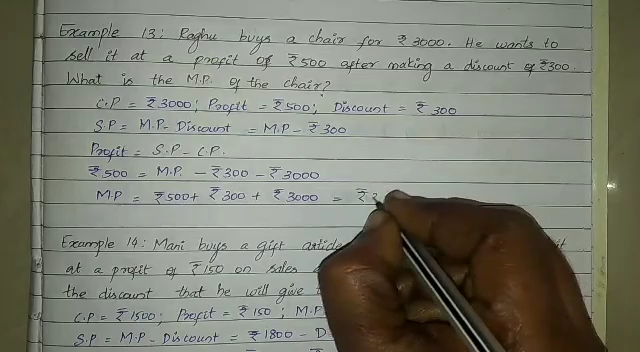 Example 13: Raghu buys a chair for ₹ 3000. He wants to
sell it at a profit of ₹500 after making a discount of ₹300.
What is the M.P. of the chair?
C.P = ₹3000; Profit = ₹500; Discount = ₹ 300
S.P = M.P- Discount = M.P - ₹300
Profit = S.P - C.P.
₹500 = M.P. - ₹300 - ₹3000
M.P = ₹500 + ₹300 + ₹3000 = ₹3
Example 14: Mani buys a gift article
at a profit of ₹150 on sales
the discount that he will give
C.P = ₹1500; Profit = ₹150; M.P
S.P = M.P - Discount = ₹1800 - D